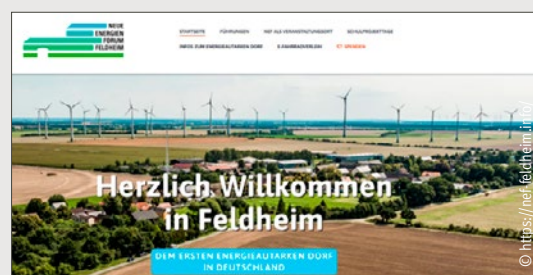 NEUE
ENERGIEN
FORUM
FELDHEIM
STARTSEITE FÜHRUNGEN NEF ALS VERANSTALTUNGSORT SCHULPROJEKTTAGE
INFOS ZUM ENERGIEAUTARKEN DORF E-FAHRRADVERLEIH
Herzlich Willkommen
in Feldheim
DEM ERSTEN ENERGIEAUTARKEN DORF
IN DEUTSCHLAND
© https://nef-feldheim.info/